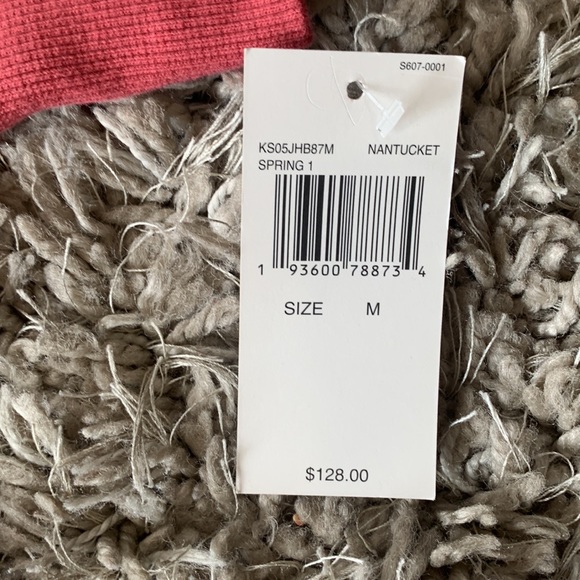 S607-0001
KS05JHB87M NANTUCKET
SPRING 1
1 93600 78873 4
SIZE M
$128.00